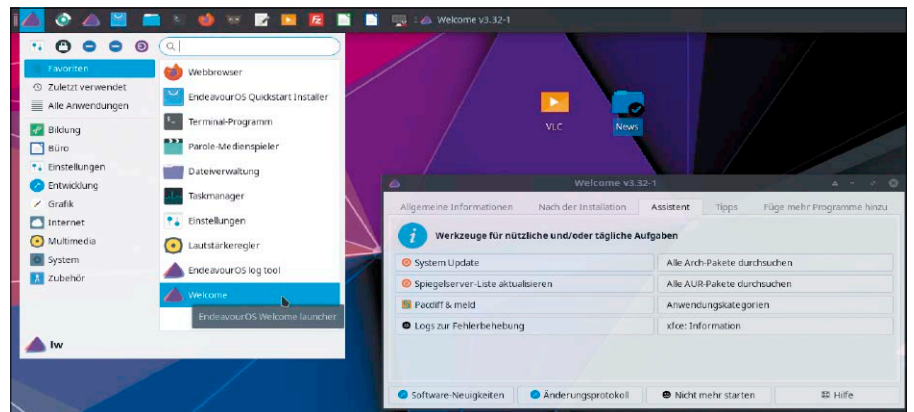 Welcome v3.32-1
Favoriten
Zuletzt verwendet
Alle Anwendungen
Bildung
Büro
Einstellungen
Entwicklung
Grafik
Internet
Multimedia
System
Zubehör
Webbrowser
EndeavourOS Quickstart Installer
Terminal-Programm
Parole-Medienspieler
Dateiverwaltung
Taskmanager
Einstellungen
Lautstärkeregler
EndeavourOS log tool
Welcome
EndeavourOS Welcome launcher
lw
VLC
News
Welcome v3.32-1
Allgemeine Informationen Nach der Installation Assistent Tipps Füge mehr Programme hinzu
Werkzeuge für nützliche und/oder tägliche Aufgaben
System Update
Alle Arch-Pakete durchsuchen
Spiegelserver-Liste aktualisieren
Alle AUR-Pakete durchsuchen
Pacdiff & meld
Anwendungskategorien
Logs zur Fehlerbehebung
xfce: Information
Software-Neuigkeiten Änderungsprotokoll Nicht mehr starten Hilfe